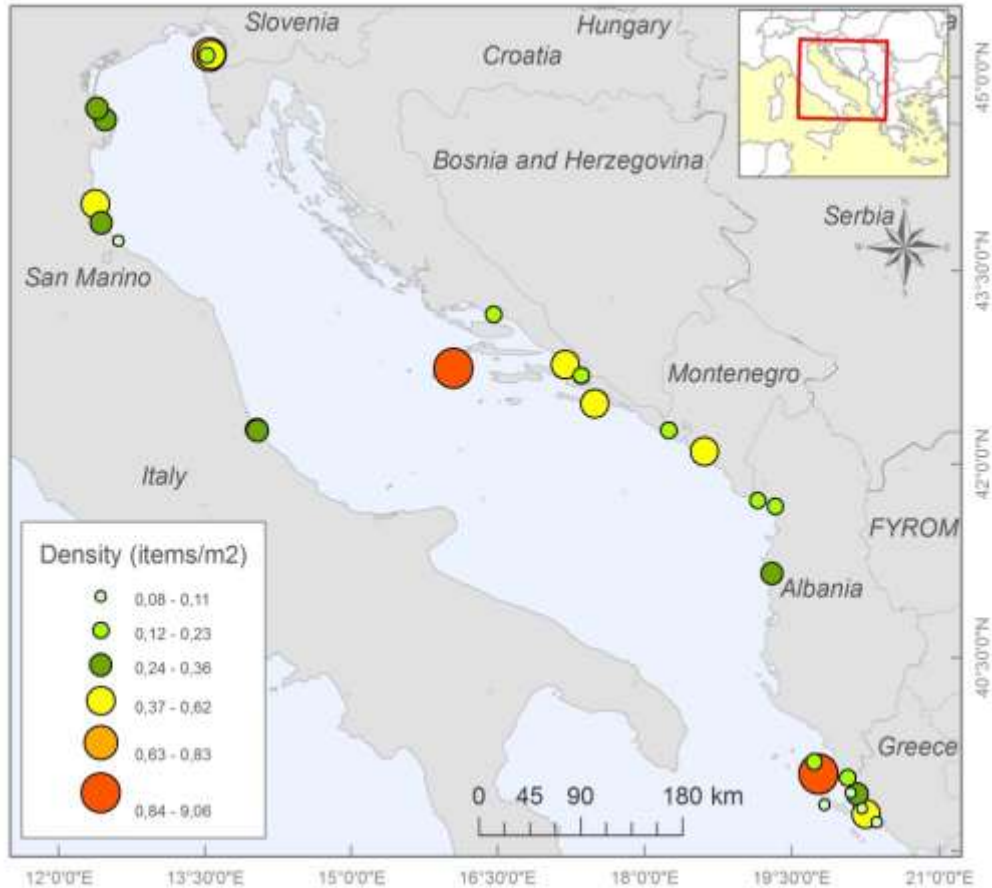 Slovenia
Hungary
a
Croatia
Bosnia and Herzegovina
Serbia
San Marino
Montenegro
Italy
FYROM
Albania
Greece
Density (items/m2)
0,08 - 0,11
0,12 - 0,23
0,24 - 0,36
0,37 - 0,62
0,63 - 0,83
0,84 - 9,06
0 45 90 180 km
45°0'0"N
43°30'0"N
42°0'0"N
40°30'0"N
12°0'0"E 13°30'0"E 15°0'0"E 16°30'0"E 18°0'0"E 19°30'0"E 21°0'0"E